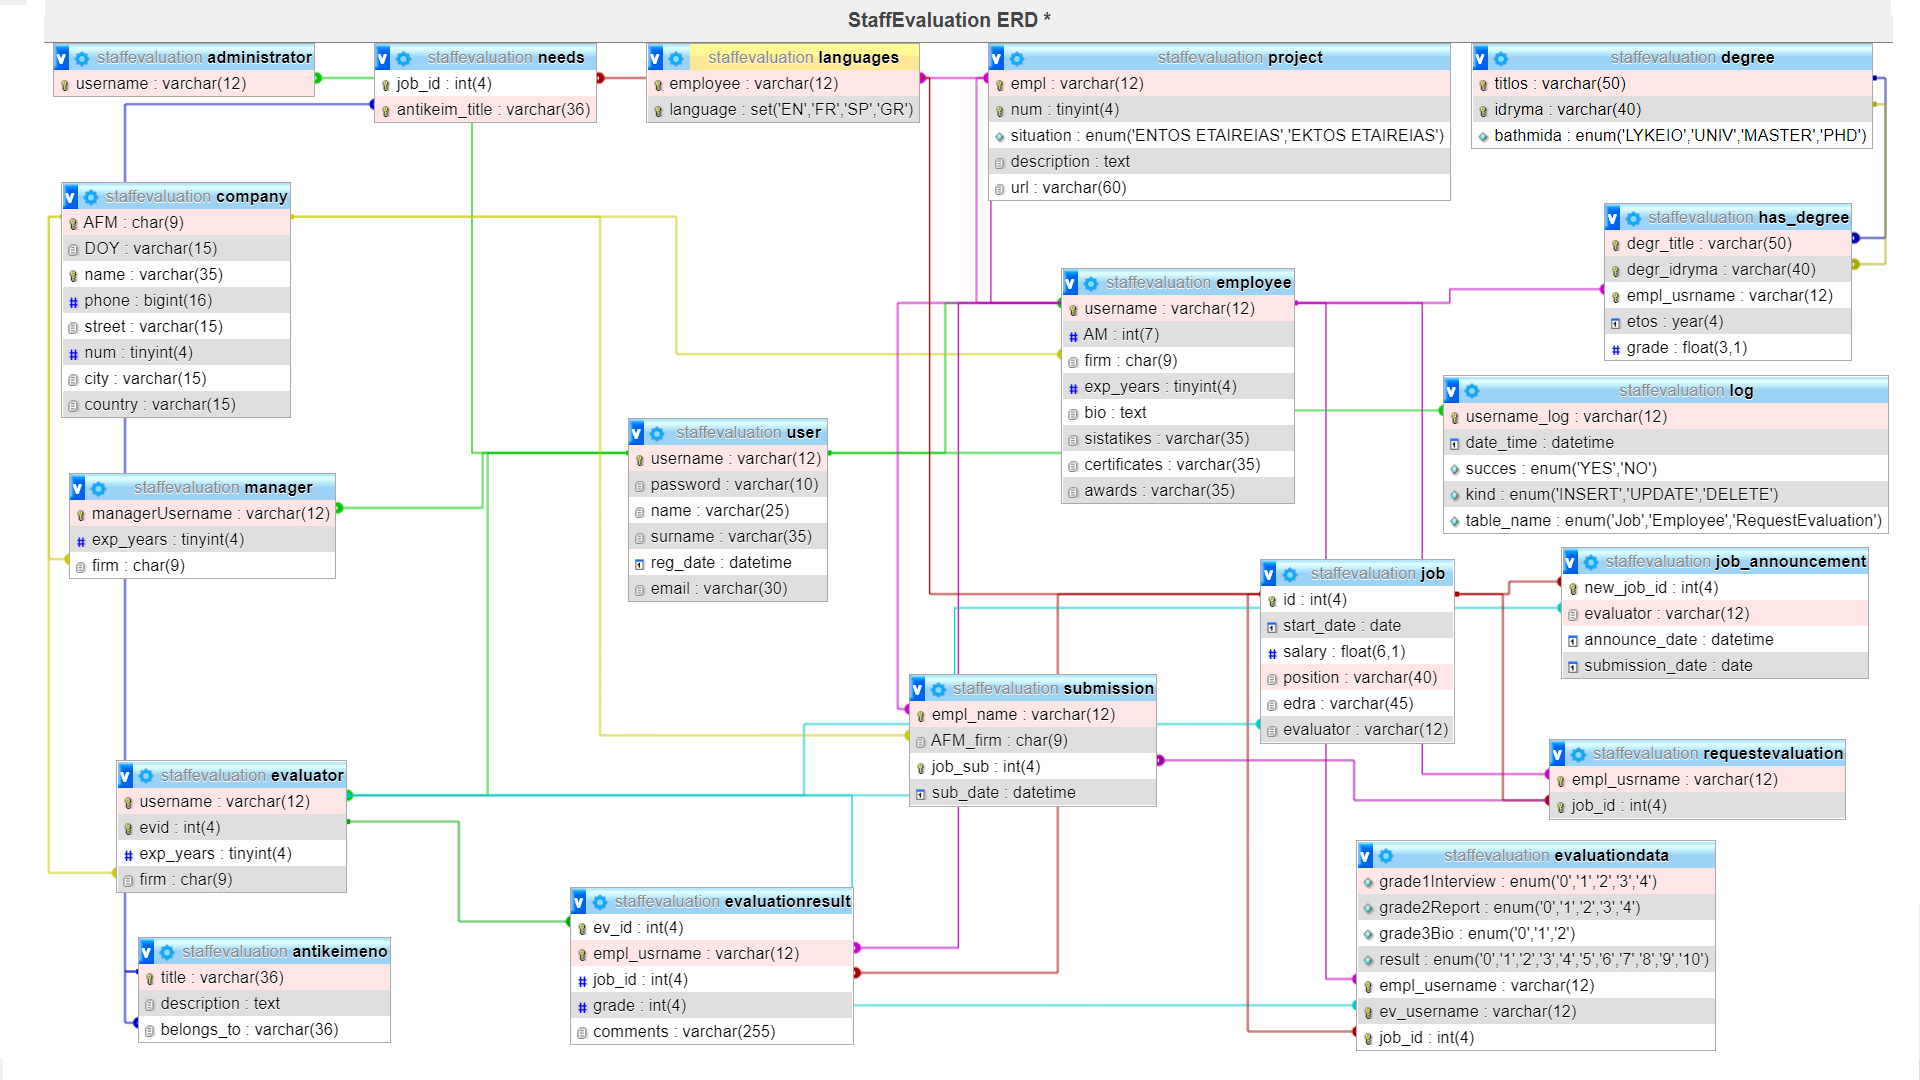 StaffEvaluation ERD *
staffevaluation administrator
username : varchar(12)
staffevaluation needs
job_id : int(4)
antikeim_title : varchar(36)
staffevaluation languages
employee : varchar(12)
language : set('EN','FR','SP','GR')
staffevaluation project
empl : varchar(12)
num : tinyint(4)
situation : enum('ENTOS ETAIREIAS','EKTOS ETAIREIAS')
description : text
url : varchar(60)
staffevaluation degree
titlos : varchar(50)
idryma : varchar(40)
bathmida : enum('LYKEIO','UNIV','MASTER','PHD')
staffevaluation company
AFM : char(9)
DOY : varchar(15)
name : varchar(35)
phone : bigint(16)
street : varchar(15)
num : tinyint(4)
city : varchar(15)
country : varchar(15)
staffevaluation has_degree
degr_title : varchar(50)
degr_idryma : varchar(40)
empl_usrname : varchar(12)
etos : year(4)
grade : float(3,1)
staffevaluation employee
username : varchar(12)
AM : int(7)
firm : char(9)
exp_years : tinyint(4)
bio : text
sistatikes : varchar(35)
certificates : varchar(35)
awards : varchar(35)
staffevaluation log
username_log : varchar(12)
date_time : datetime
succes : enum('YES','NO')
kind : enum('INSERT','UPDATE','DELETE')
table_name : enum('Job','Employee','RequestEvaluation')
staffevaluation user
username : varchar(12)
password : varchar(10)
name : varchar(25)
surname : varchar(35)
reg_date : datetime
email : varchar(30)
staffevaluation manager
managerUsername : varchar(12)
exp_years : tinyint(4)
firm : char(9)
staffevaluation job
id : int(4)
start_date : date
salary : float(6,1)
position : varchar(40)
edra : varchar(45)
evaluator : varchar(12)
staffevaluation job_announcement
new_job_id : int(4)
evaluator : varchar(12)
announce_date : datetime
submission_date : date
staffevaluation submission
empl_name : varchar(12)
AFM_firm : char(9)
job_sub : int(4)
sub_date : datetime
staffevaluation requestevaluation
empl_usrname : varchar(12)
job_id : int(4)
staffevaluation evaluator
username : varchar(12)
evid : int(4)
exp_years : tinyint(4)
firm : char(9)
staffevaluation evaluationdata
grade1Interview : enum('0','1','2','3','4')
grade2Report : enum('0','1','2','3','4')
grade3Bio : enum('0','1','2')
result : enum('0','1','2','3','4','5','6','7','8','9','10')
empl_username : varchar(12)
ev_username : varchar(12)
job_id : int(4)
staffevaluation evaluationresult
ev_id : int(4)
empl_usrname : varchar(12)
job_id : int(4)
grade : int(4)
comments : varchar(255)
staffevaluation antikeimeno
title : varchar(36)
description : text
belongs_to : varchar(36)